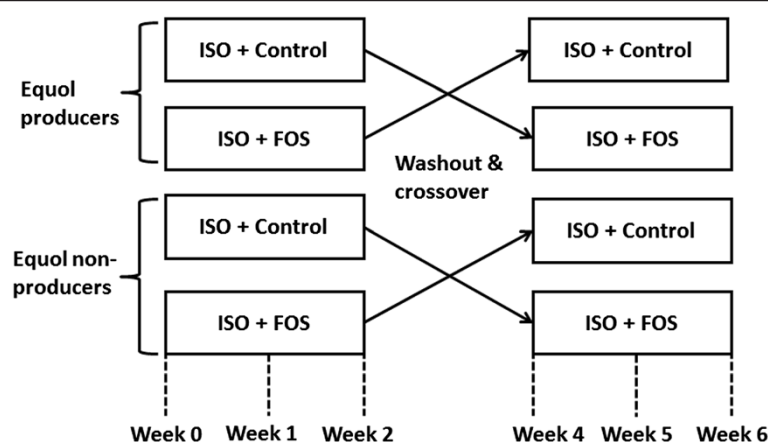 ISO + Control
ISO + Control
Equol
producers
ISO + FOS
ISO + FOS
Washout &
crossover
ISO + Control
ISO + Control
Equol non-
producers
ISO + FOS
ISO + FOS
Week 0
Week 1
Week 2
Week 4
Week 5
Week 6